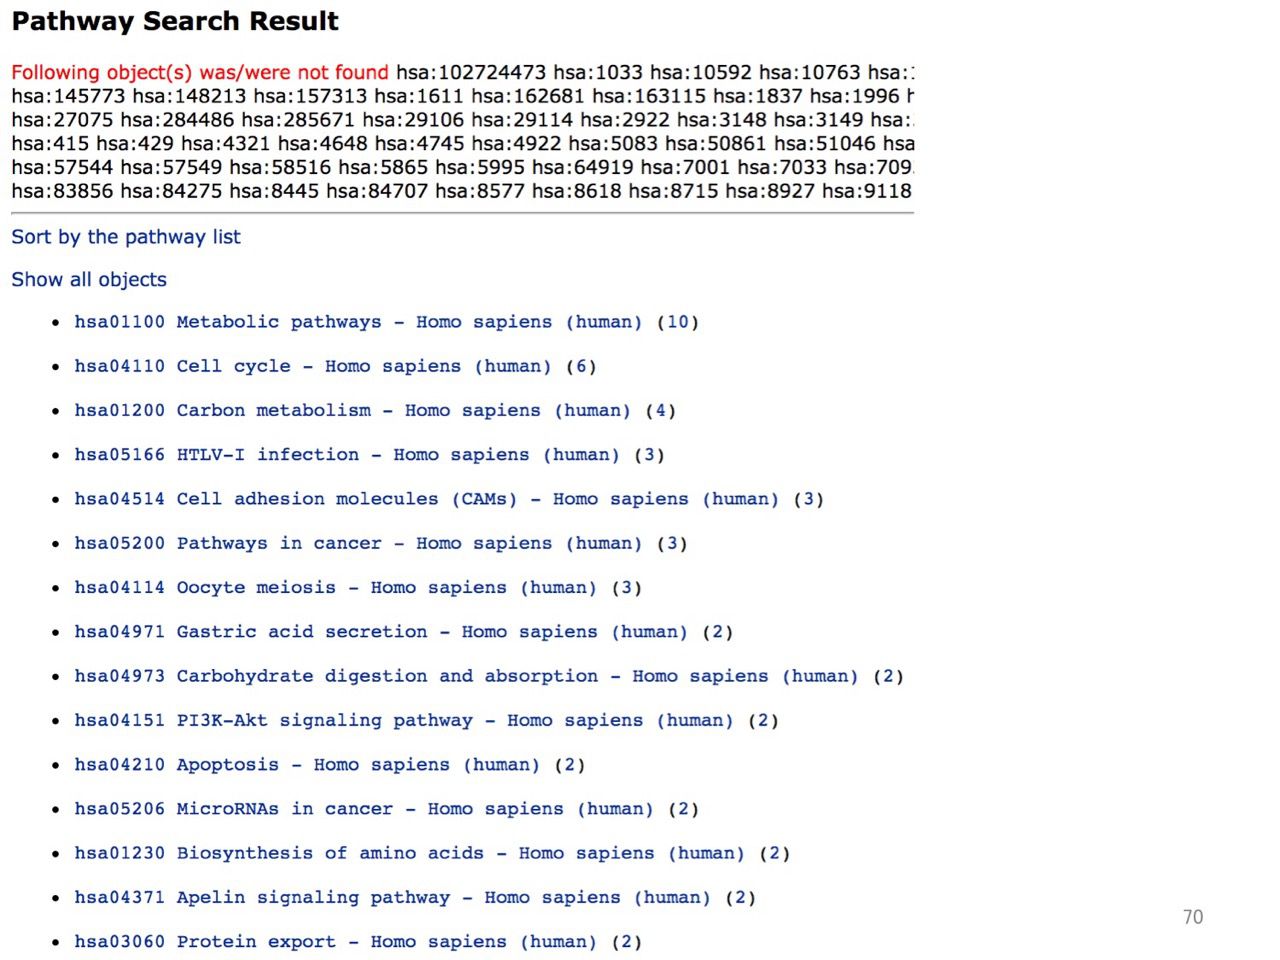 Pathway Search Result
Following object(s) was/were not found hsa:102724473 hsa:1033 hsa:10592 hsa:10763 hsa:
hsa:145773 hsa:148213 hsa:157313 hsa:1611 hsa:162681 hsa:163115 hsa:1837 hsa:1996
hsa:27075 hsa:284486 hsa:285671 hsa:29106 hsa:29114 hsa:2922 hsa:3148 hsa:3149 hsa:
hsa:415 hsa:429 hsa:4321 hsa:4648 hsa:4745 hsa:4922 hsa:5083 hsa:50861 hsa:51046 hsa
hsa:57544 hsa:57549 hsa:58516 hsa:5865 hsa:5995 hsa:64919 hsa:7001 hsa:7033 hsa:709
hsa:83856 hsa:84275 hsa:8445 hsa:84707 hsa:8577 hsa:8618 hsa:8715 hsa:8927 hsa:9118
Sort by the pathway list
Show all objects
• hsa01100 Metabolic pathways - Homo sapiens (human) (10)
• hsa04110 Cell cycle - Homo sapiens (human) (6)
• hsa01200 Carbon metabolism - Homo sapiens (human) (4)
• hsa05166 HTLV-I infection - Homo sapiens (human) (3)
• hsa04514 Cell adhesion molecules (CAMs) - Homo sapiens (human) (3)
• hsa05200 Pathways in cancer - Homo sapiens (human) (3)
• hsa04114 Oocyte meiosis - Homo sapiens (human) (3)
• hsa04971 Gastric acid secretion - Homo sapiens (human) (2)
• hsa04973 Carbohydrate digestion and absorption - Homo sapiens (human) (2)
• hsa04151 PI3K-Akt signaling pathway - Homo sapiens (human) (2)
• hsa04210 Apoptosis - Homo sapiens (human) (2)
• hsa05206 MicroRNAs in cancer - Homo sapiens (human) (2)
• hsa01230 Biosynthesis of amino acids - Homo sapiens (human) (2)
• hsa04371 Apelin signaling pathway - Homo sapiens (human) (2)
• hsa03060 Protein export - Homo sapiens (human) (2)
70